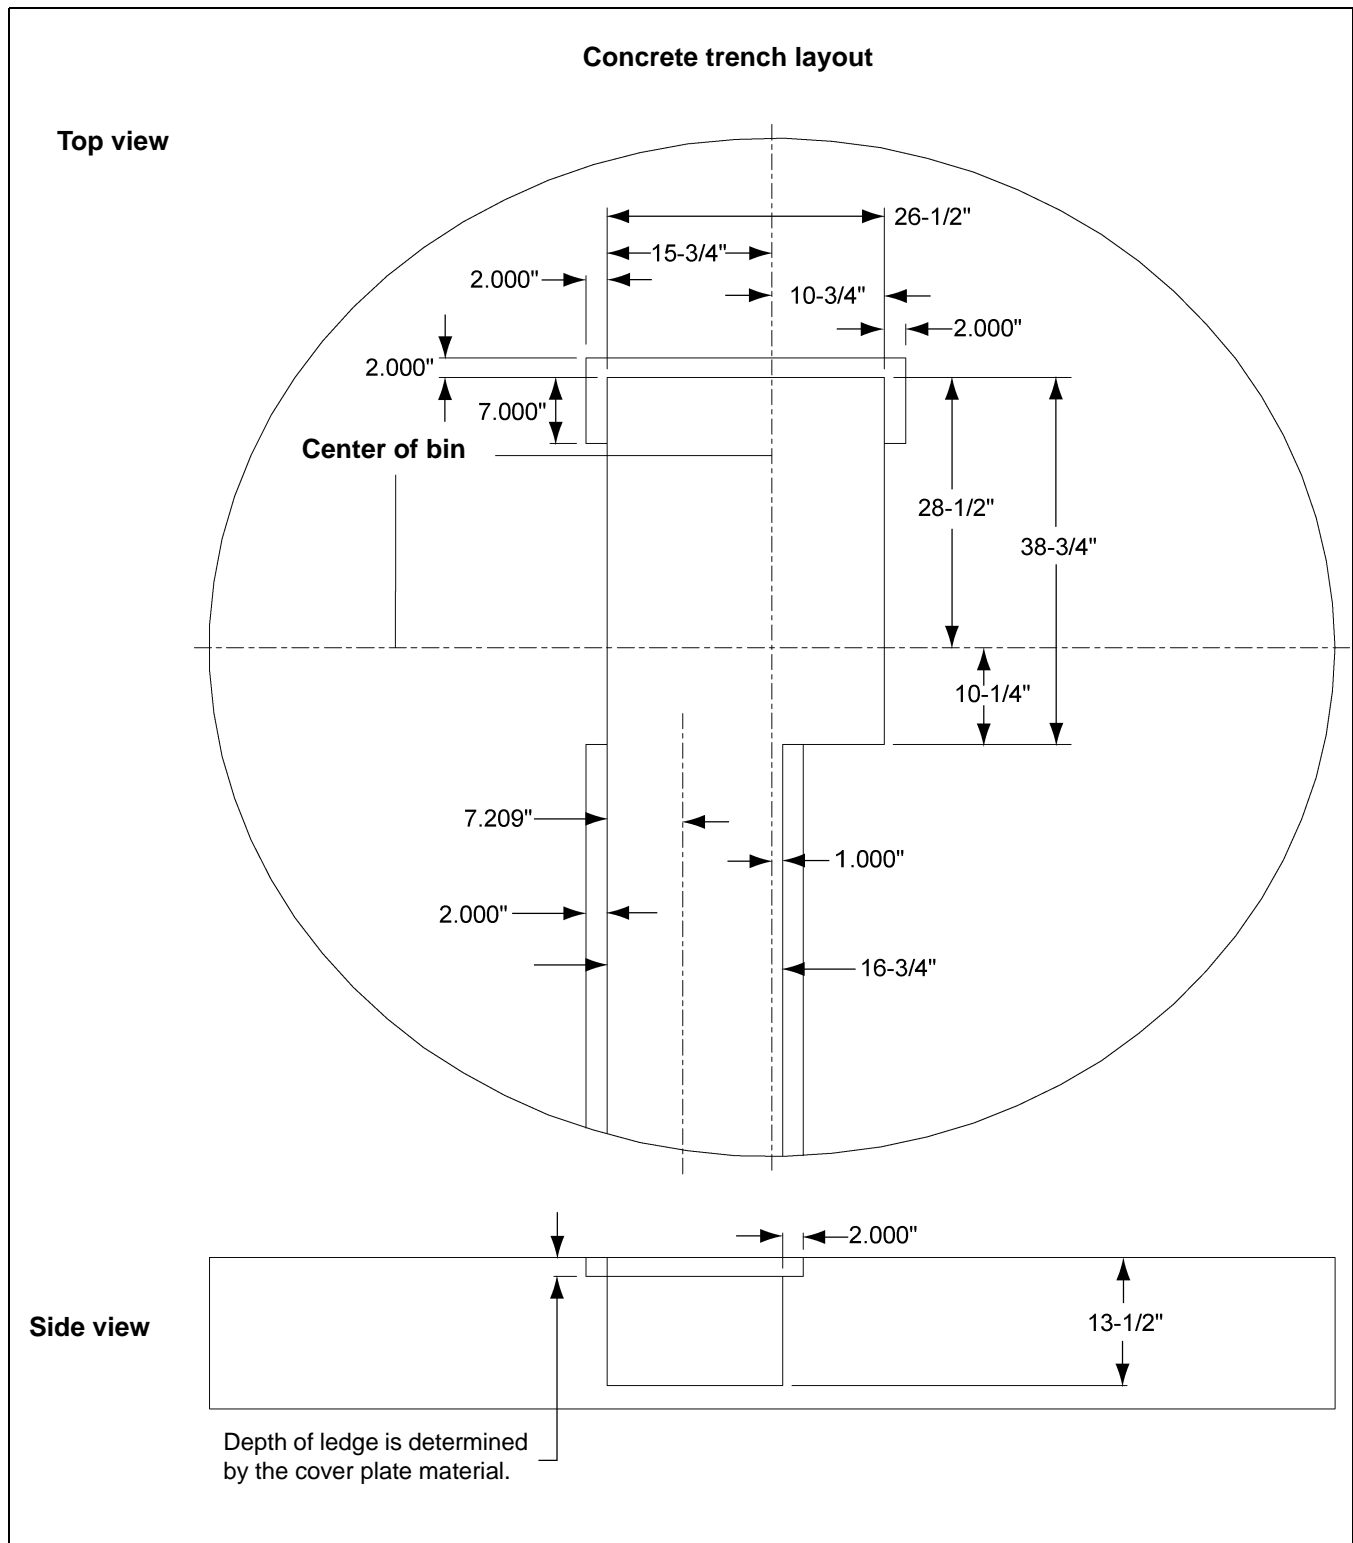 Concrete trench layout
Top view
26-1/2"
15-3/4"
2.000"
10-3/4"
2.000"
2.000"
7.000"
Center of bin
28-1/2"
38-3/4"
10-1/4"
7.209"
1.000"
2.000"
16-3/4"
2.000"
Side view
13-1/2"
Depth of ledge is determined
by the cover plate material.